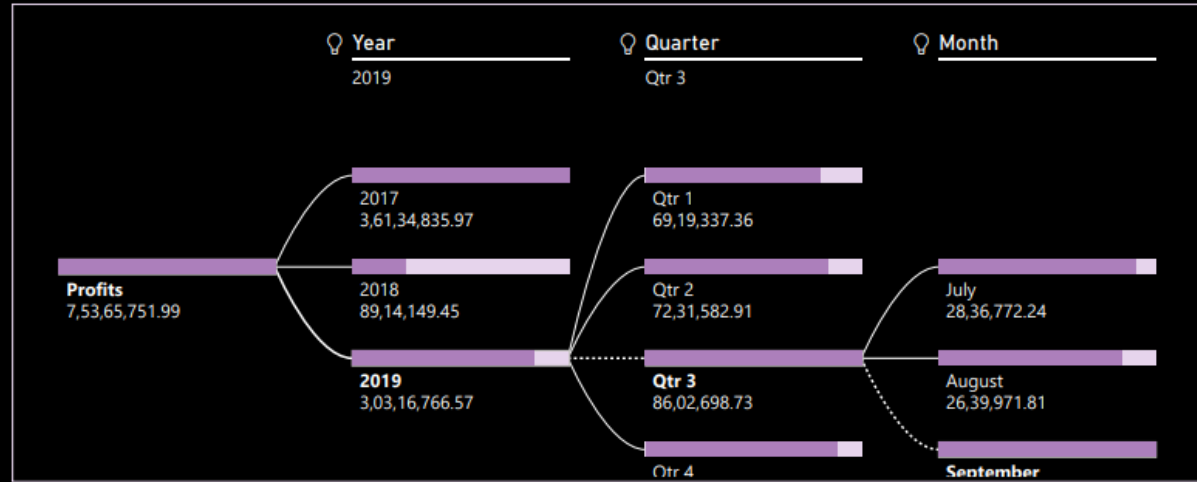 Year
2019
Quarter
Qtr 3
Month
Profits
7,53,65,751.99
2017
3,61,34,835.97
2018
89,14,149.45
2019
3,03,16,766.57
Qtr 1
69,19,337.36
Qtr 2
72,31,582.91
Qtr 3
86,02,698.73
Qtr 4
July
28,36,772.24
August
26,39,971.81
September